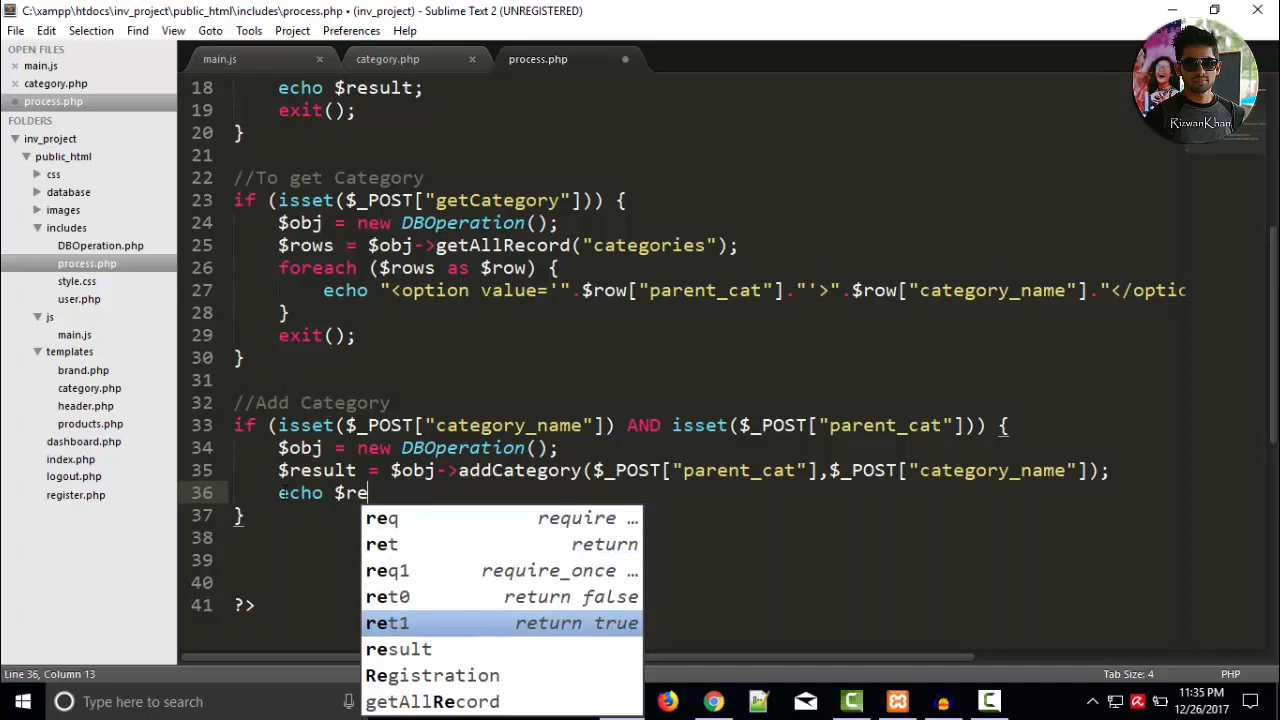 C:\xampp\htdocs\inv_project\public_html\includes\process.php • (inv_project) - Sublime Text 2 (UNREGISTERED)
File Edit Selection Find View Goto Tools Project Preferences Help
OPEN FILES
main.js
category.php
process.php
FOLDERS
inv_project
public_html
css
database
images
includes
DBOperation.php
process.php
style.css
user.php
js
main.js
templates
brand.php
category.php
header.php
products.php
dashboard.php
index.php
logout.php
register.php
main.js category.php process.php
RizwanKhan
18 echo $result;
19 exit();
20 }
21
22 //To get Category
23 if (isset($_POST["getCategory"])) {
24 $obj = new DBOperation();
25 $rows = $obj->getAllRecord("categories");
26 foreach ($rows as $row) {
27 echo "<option value='".$row["parent_cat"]."'>".$row["category_name"]."</optic
28 }
29 exit();
30 }
31
32 //Add Category
33 if (isset($_POST["category_name"]) AND isset($_POST["parent_cat"])) {
34 $obj = new DBOperation();
35 $result = $obj->addCategory($_POST["parent_cat"],$_POST["category_name"]);
36 echo $re
37 }
38
39
40
41 ?>
req require …
ret return
req1 require_once …
ret0 return false
ret1 return true
result
Registration
getAllRecord
Line 36, Column 13 Tab Size: 4 PHP
Type here to search
11:35 PM
12/26/2017